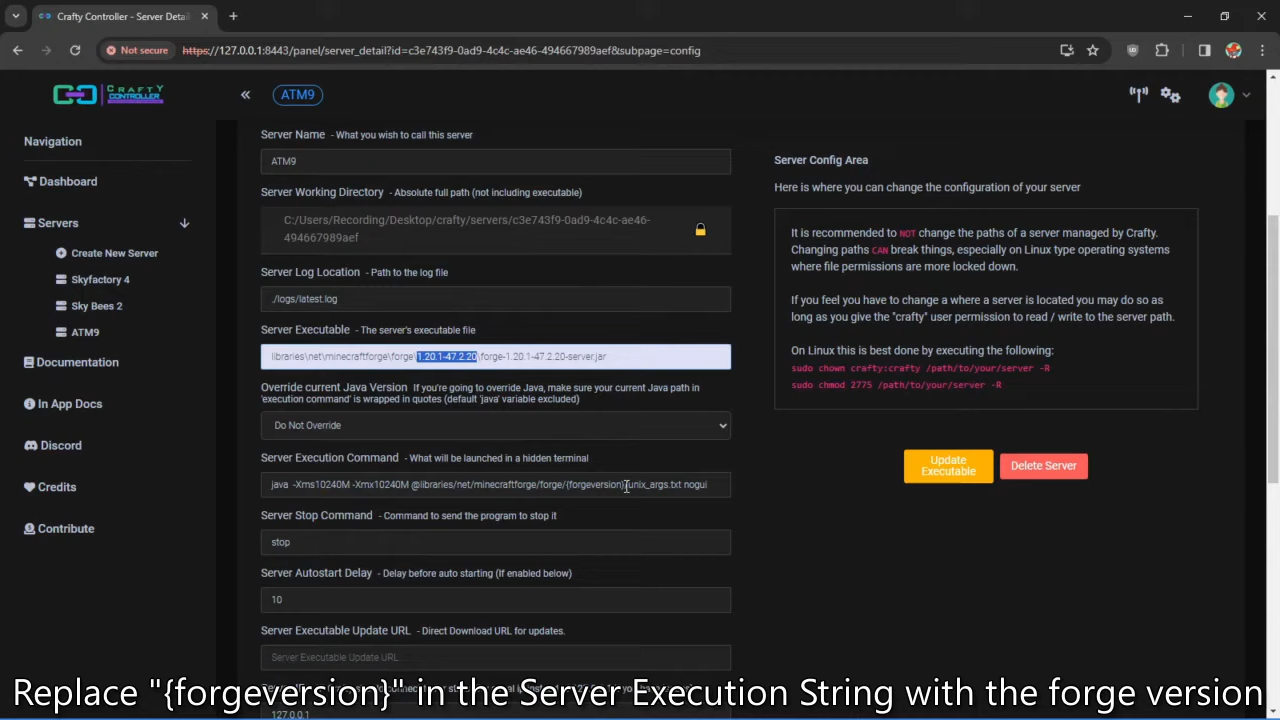 Crafty Controller - Server Detai
Not secure
https://127.0.0.1:8443/panel/server_detail?id=c3e743f9-0ad9-4c4c-ae46-494667989aef&subpage=config
CRAFTY
CONTROLLER
ATM9
Navigation
Dashboard
Servers
Create New Server
Skyfactory 4
Sky Bees 2
ATM9
Documentation
In App Docs
Discord
Credits
Contribute
Server Name - What you wish to call this server
ATM9
Server Working Directory - Absolute full path (not including executable)
C:/Users/Recording/Desktop/crafty/servers/c3e743f9-0ad9-4c4c-ae46-
494667989aef
Server Log Location - Path to the log file
./logs/latest.log
Server Executable - The server's executable file
libraries\net\minecraftforge\forge\1.20.1-47.2.20\forge-1.20.1-47.2.20-server.jar
Override current Java Version If you're going to override Java, make sure your current Java path in
'execution command' is wrapped in quotes (default 'java' variable excluded)
Do Not Override
Server Execution Command - What will be launched in a hidden terminal
java -Xms10240M -Xmx10240M @libraries/net/minecraftforge/forge/{forgeversion}/unix_args.txt nogui
Server Stop Command - Command to send the program to stop it
stop
Server Autostart Delay - Delay before auto starting (If enabled below)
10
Server Executable Update URL - Direct Download URL for updates.
Server Executable Update URL
127.0.0.1
Server Config Area
Here is where you can change the configuration of your server
It is recommended to NOT change the paths of a server managed by Crafty.
Changing paths CAN break things, especially on Linux type operating systems
where file permissions are more locked down.
If you feel you have to change a where a server is located you may do so as
long as you give the "crafty" user permission to read / write to the server path.
On Linux this is best done by executing the following:
sudo chown crafty:crafty /path/to/your/server -R
sudo chmod 2775 /path/to/your/server -R
Update
Executable
Delete Server
Replace "{forgeversion}" in the Server Execution String with the forge version